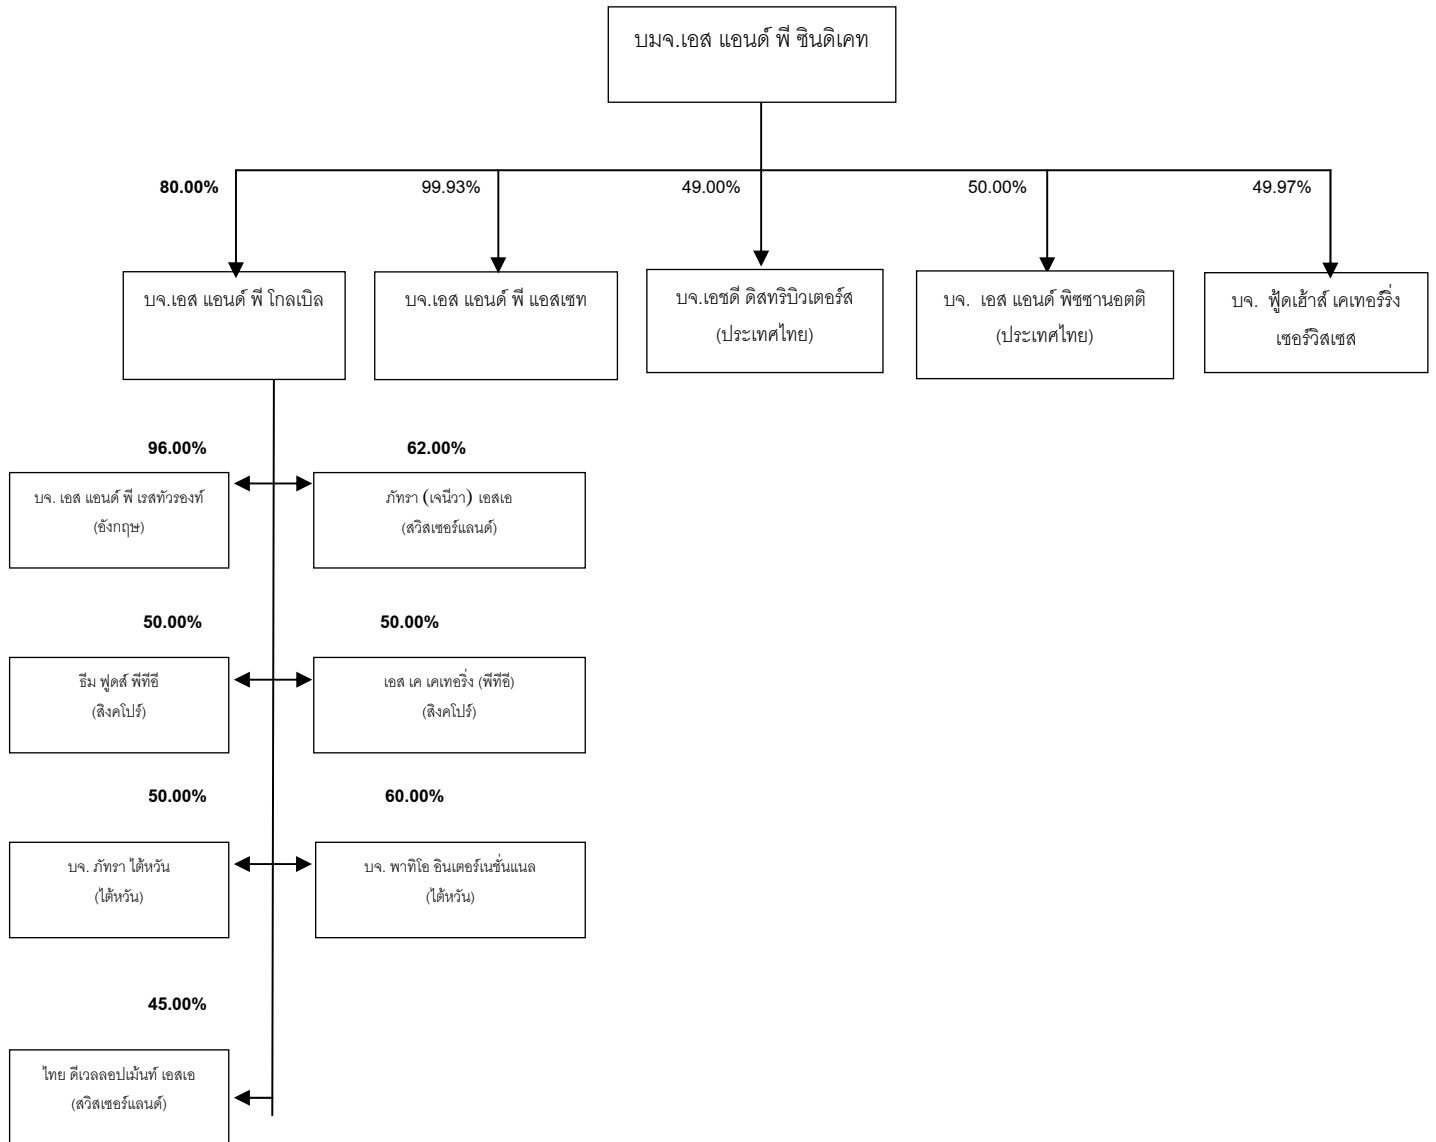 บมจ.เอส แอนด์ พี ซินดิเคท
80.00%
99.93%
49.00%
50.00%
49.97%
บจ.เอส แอนด์ พี โกลเบิล
บจ.เอส แอนด์ พี แอสเซท
บจ.เอชดี ดิสทริบิวเตอร์ส
(ประเทศไทย)
บจ. เอส แอนด์ พิซซานอตติ
(ประเทศไทย)
บจ. ฟู้ดเฮ้าส์ เคเทอร์ริ่ง
เซอร์วิสเซส
96.00%
62.00%
บจ. เอส แอนด์ พี เรสทัวรองท์
(อังกฤษ)
ภัทรา (เจนีวา) เอสเอ
(สวิสเซอร์แลนด์)
50.00%
50.00%
ธีม ฟูดส์ พีทีอี
(สิงคโปร์)
เอส เค เคเทอริ่ง (พีทีอี)
(สิงคโปร์)
50.00%
60.00%
บจ. ภัทรา ไต้หวัน
(ไต้หวัน)
บจ. พาทิโอ อินเตอร์เนชั่นแนล
(ไต้หวัน)
45.00%
ไทย ดีเวลลอปเม้นท์ เอสเอ
(สวิสเซอร์แลนด์)